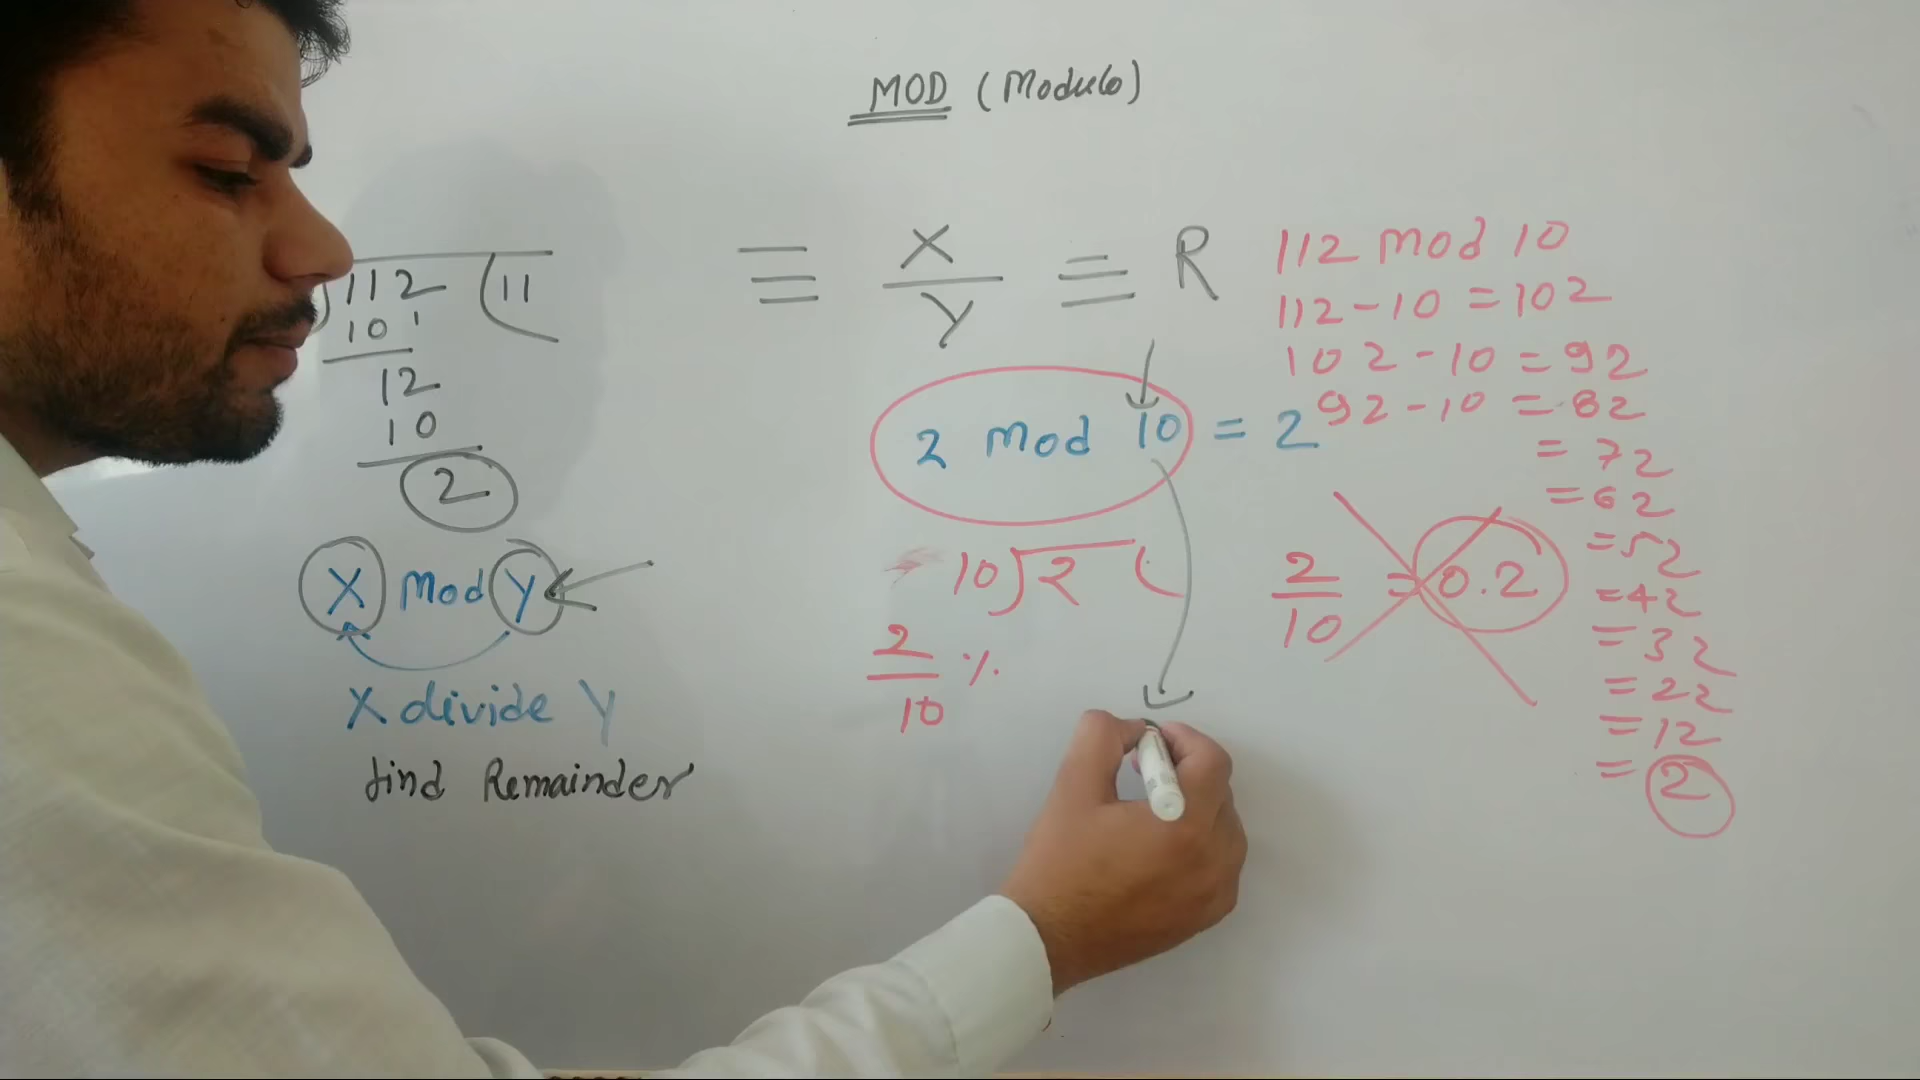 MOD (Modulo)
112 ( 11
10
12
10
2
X mod Y
X divide Y
find Remainder
≡ X / Y ≡ R
2 mod 10 = 2
10 ) 2 (
2 / 10 %
2 / 10 = 0.2
112 mod 10
112 - 10 = 102
102 - 10 = 92
92 - 10 = 82
= 72
= 62
= 52
= 42
= 32
= 22
= 12
= 2